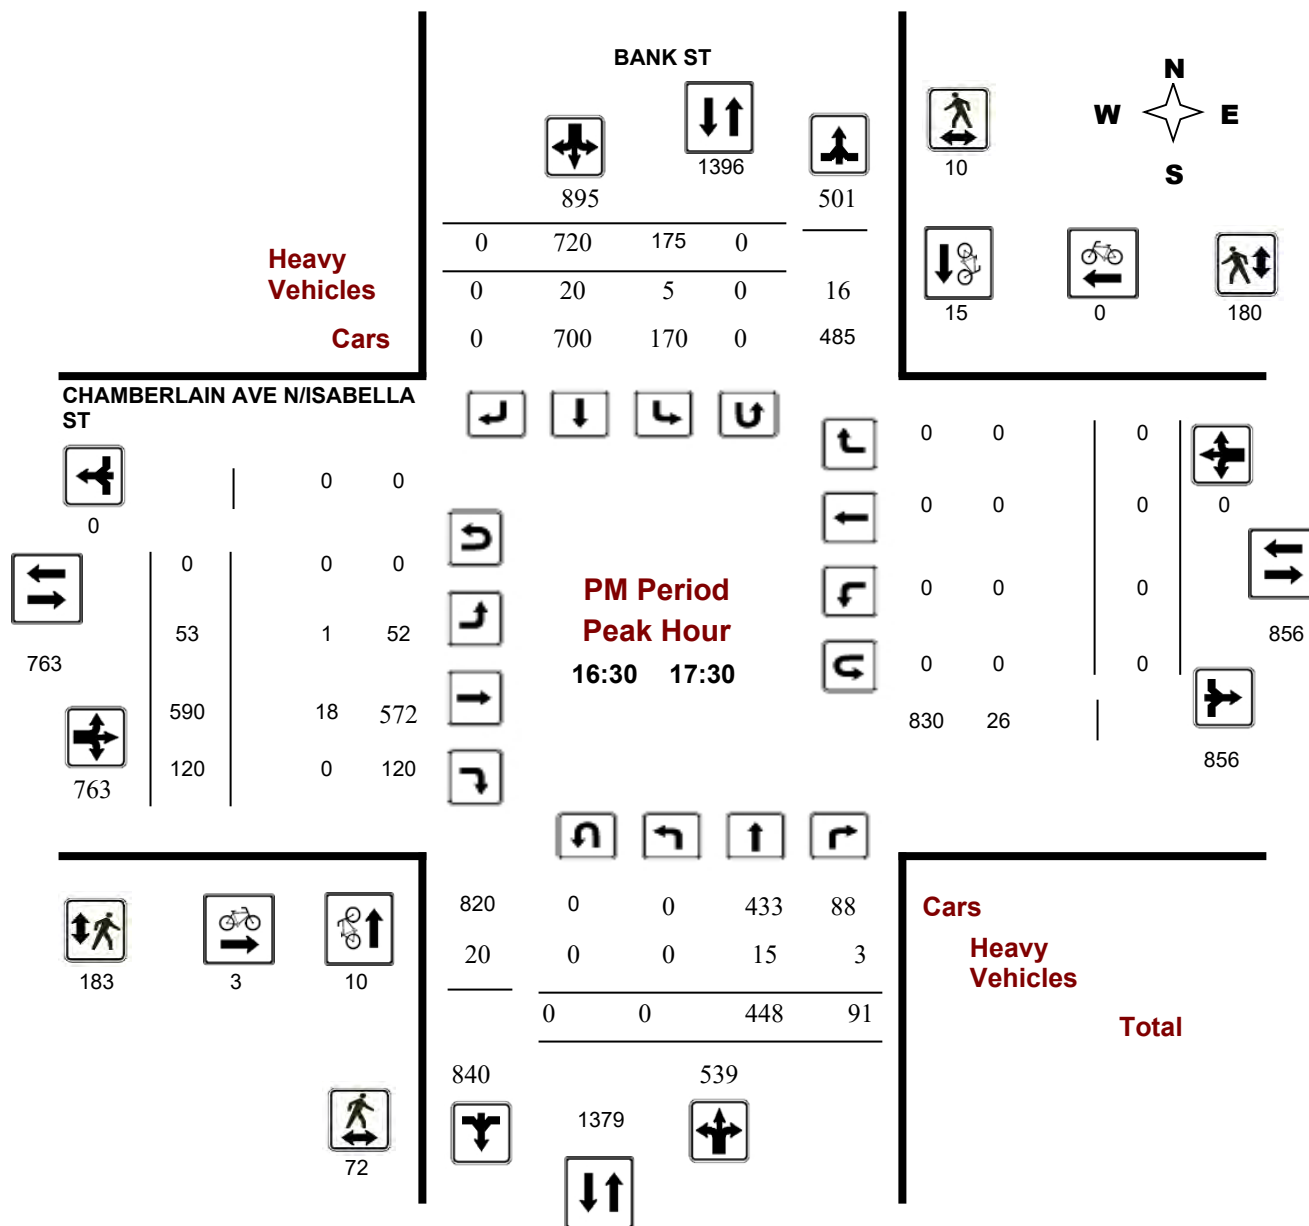 BANK ST
N
W E
S
1396
10
895 501
0 720 175 0
Heavy
Vehicles
0 20 5 0 16
Cars
0 700 170 0 485
15 0 180
CHAMBERLAIN AVE N/ISABELLA
ST
0 0 0
0 0
0
0 0 0 0
0
0 0 0
PM Period
0 0 0
Peak Hour
53 1 52
856
763
16:30 17:30
0 0 0
590 18 572
830 26
856
120 0 120
763
820 0 0 433 88
Cars
20 0 0 15 3
Heavy
Vehicles
183 3 10
0 0 448 91
Total
840 539
1379
72